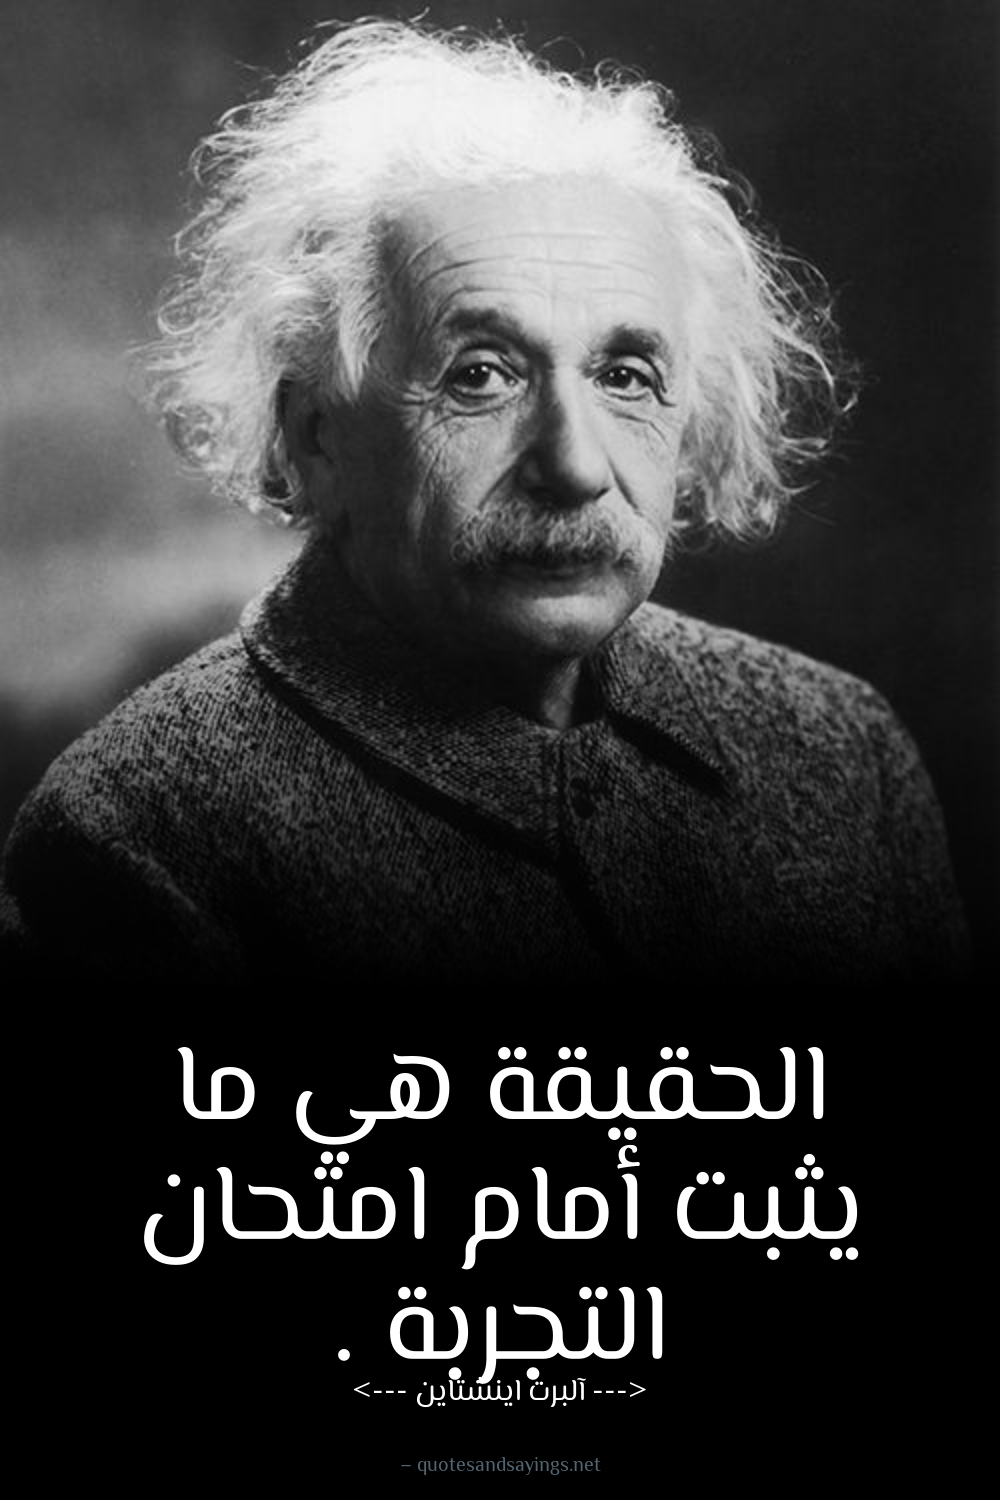 الحقيقة هي ما
يثبت أمام امتحان
التجربة .
<--- آلبرت اينشتاين --->
– quotesandsayings.net